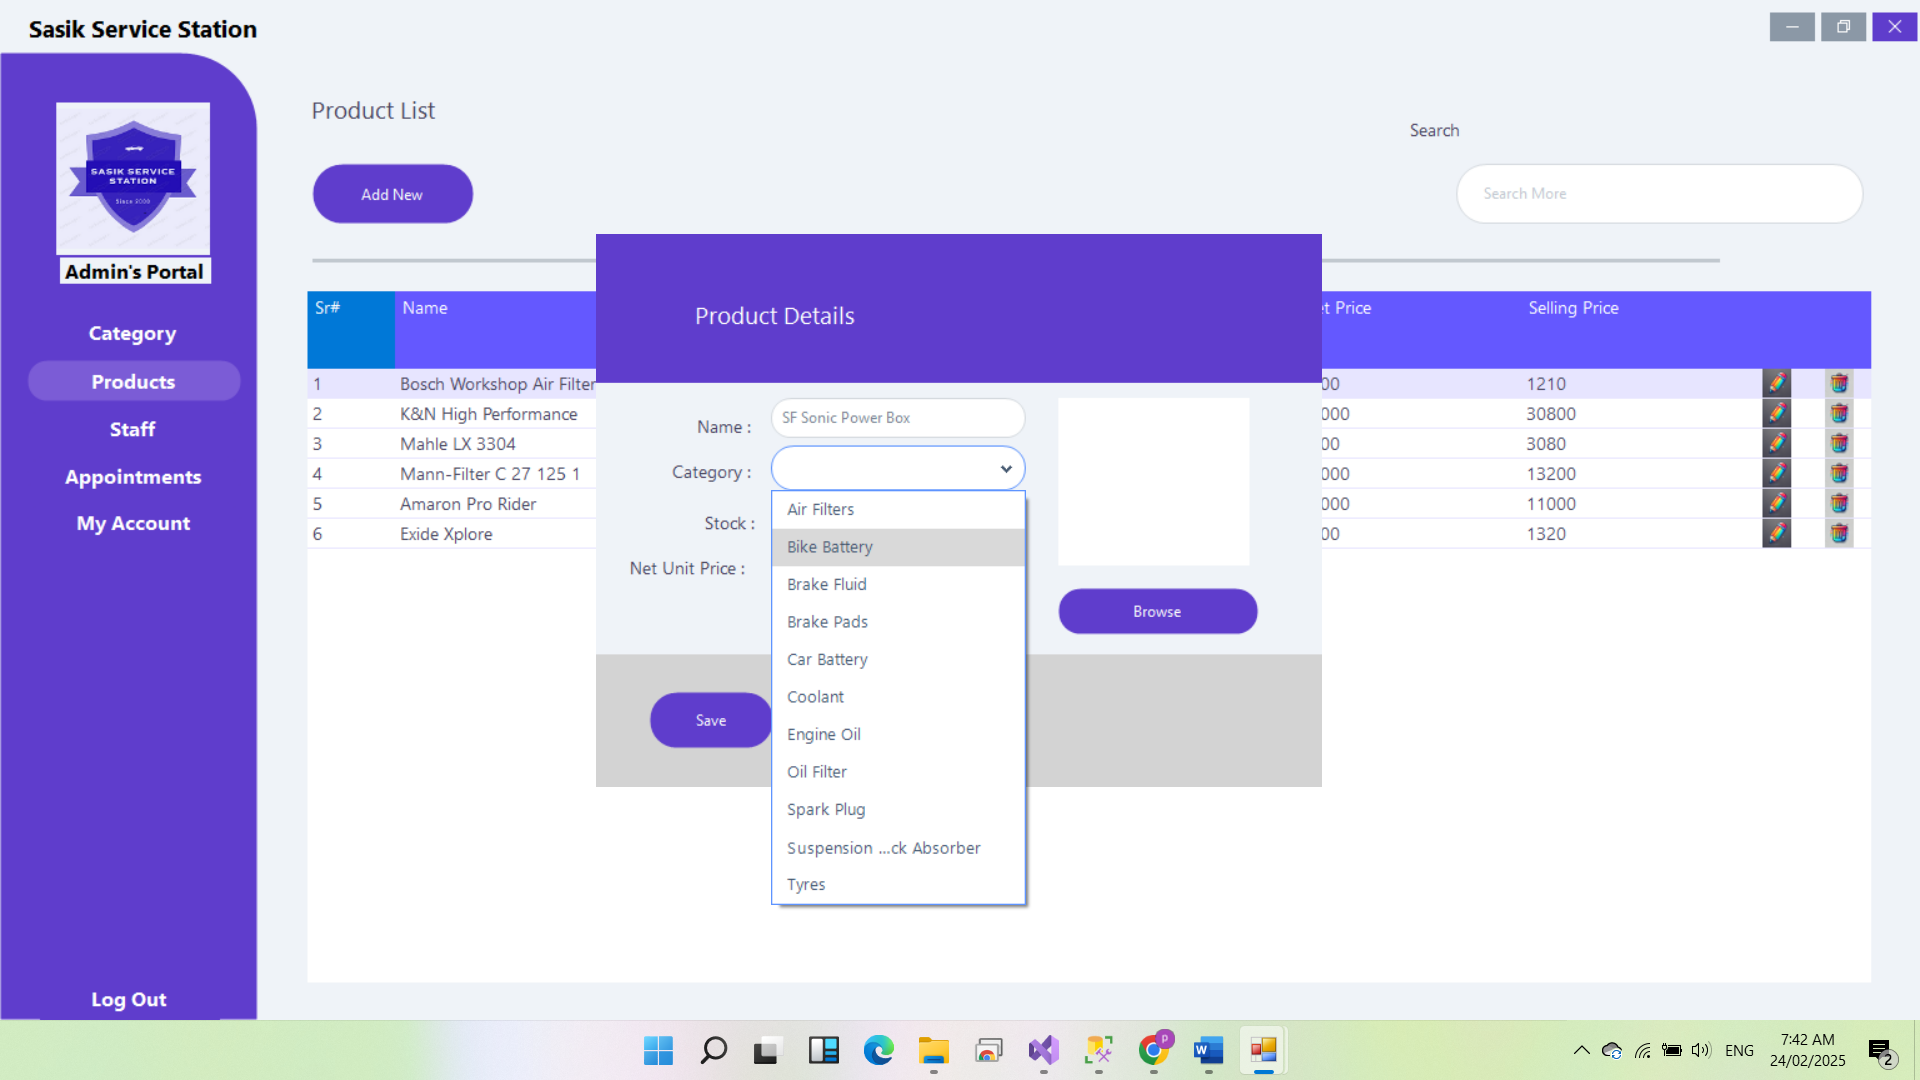 Sasik Service Station
SASIK SERVICE
STATION
Since 2000
Admin's Portal
Category
Products
Staff
Appointments
My Account
Log Out
Product List
Search
Add New
Search More
Sr# Name t Price Selling Price
1 Bosch Workshop Air Filter 00 1210
2 K&N High Performance 000 30800
3 Mahle LX 3304 00 3080
4 Mann-Filter C 27 125 1 000 13200
5 Amaron Pro Rider 000 11000
6 Exide Xplore 00 1320
Product Details
Name : SF Sonic Power Box
Category :
Stock :
Net Unit Price :
Air Filters
Bike Battery
Brake Fluid
Brake Pads
Car Battery
Coolant
Engine Oil
Oil Filter
Spark Plug
Suspension ...ck Absorber
Tyres
Browse
Save
P
W
ENG
7:42 AM
24/02/2025
2